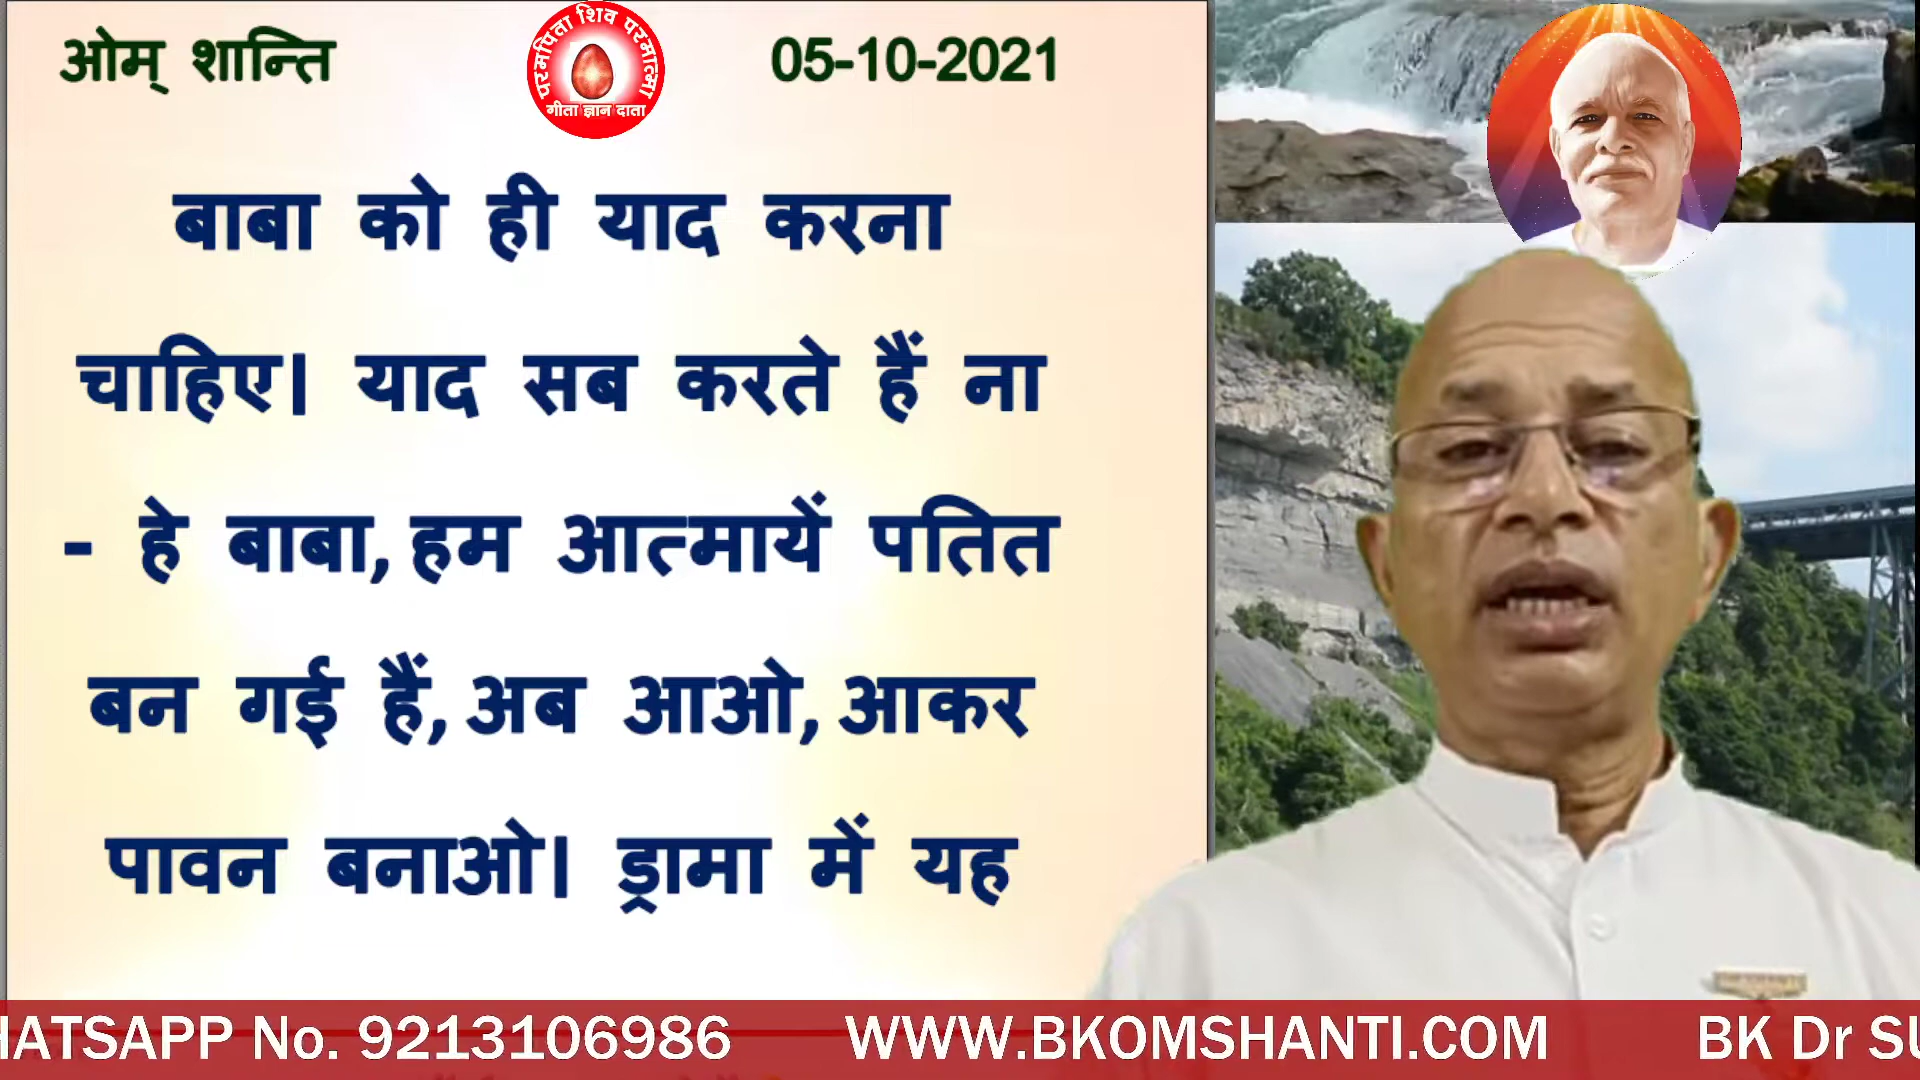 ओम् शान्ति
परमपिता शिव परमात्मा
गीता ज्ञान दाता
05-10-2021
बाबा को ही याद करना
चाहिए। याद सब करते हैं ना
- हे बाबा, हम आत्मायें पतित
बन गई हैं, अब आओ, आकर
पावन बनाओ। ड्रामा में यह
HATSAPP No. 9213106986 WWW.BKOMSHANTI.COM BK Dr SU